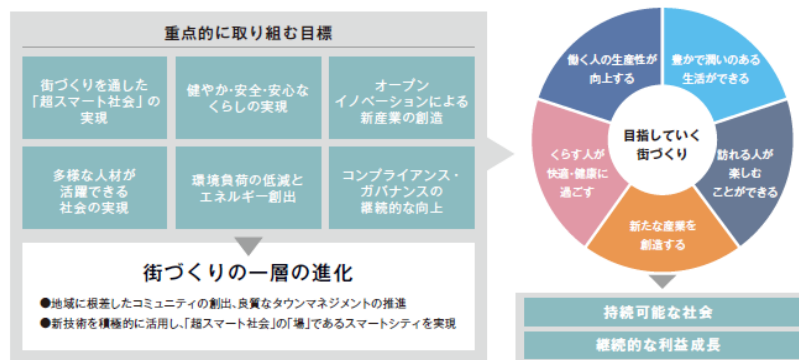 重点的に取り組む目標
街づくりを通した
「超スマート社会」の
実現
健やか・安全・安心な
くらしの実現
オープン
イノベーションによる
新産業の創造
多様な人材が
活躍できる
社会の実現
環境負荷の低減と
エネルギー創出
コンプライアンス・
ガバナンスの
継続的な向上
街づくりの一層の進化
●地域に根差したコミュニティの創出、良質なタウンマネジメントの推進
●新技術を積極的に活用し、「超スマート社会」の「場」であるスマートシティを実現
働く人の生産性が
向上する
豊かで潤いのある
生活ができる
訪れる人が
楽しむ
ことができる
新たな産業を
創造する
くらす人が
快適・健康に
過ごす
目指していく
街づくり
持続可能な社会
継続的な利益成長